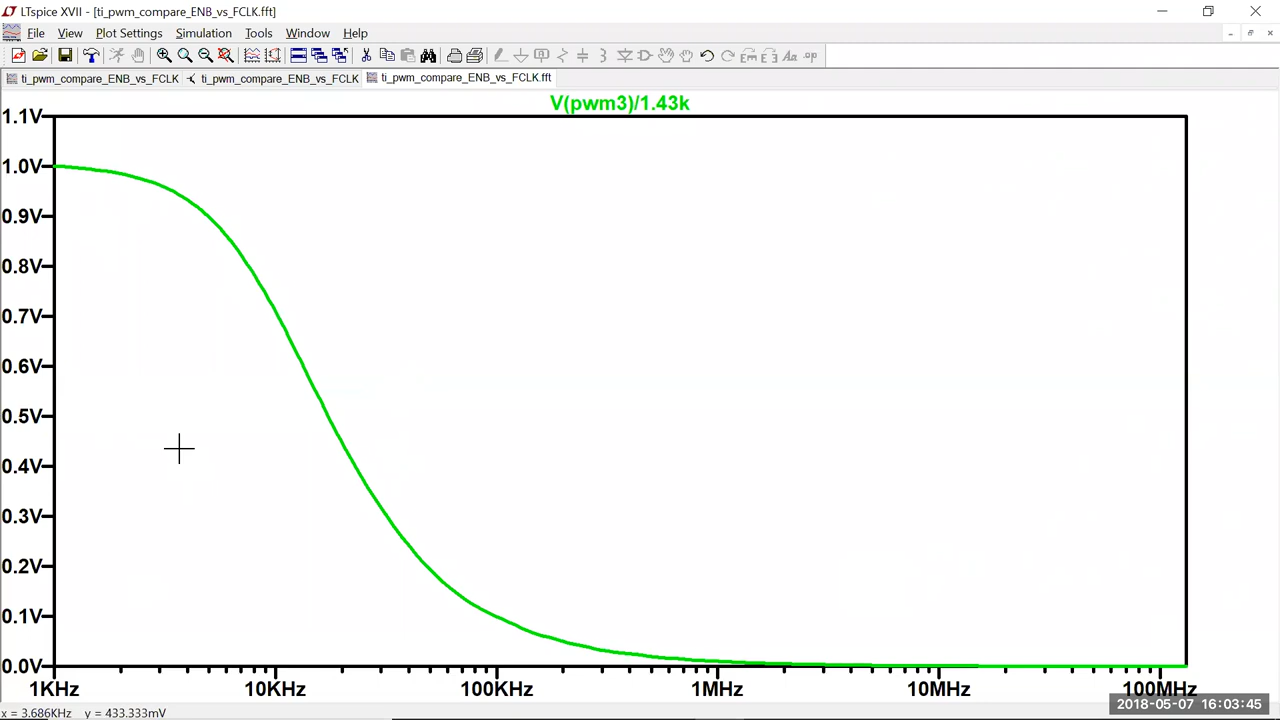 LTspice XVII - [ti_pwm_compare_ENB_vs_FCLK.fft]
File View Plot Settings Simulation Tools Window Help
ti_pwm_compare_ENB_vs_FCLK ti_pwm_compare_ENB_vs_FCLK ti_pwm_compare_ENB_vs_FCLK.fft
V(pwm3)/1.43k
1.1V
1.0V
0.9V
0.8V
0.7V
0.6V
0.5V
0.4V
0.3V
0.2V
0.1V
0.0V
1KHz 10KHz 100KHz 1MHz 10MHz 100MHz
2018-05-07 16:03:45
x = 3.686KHz y = 433.333mV